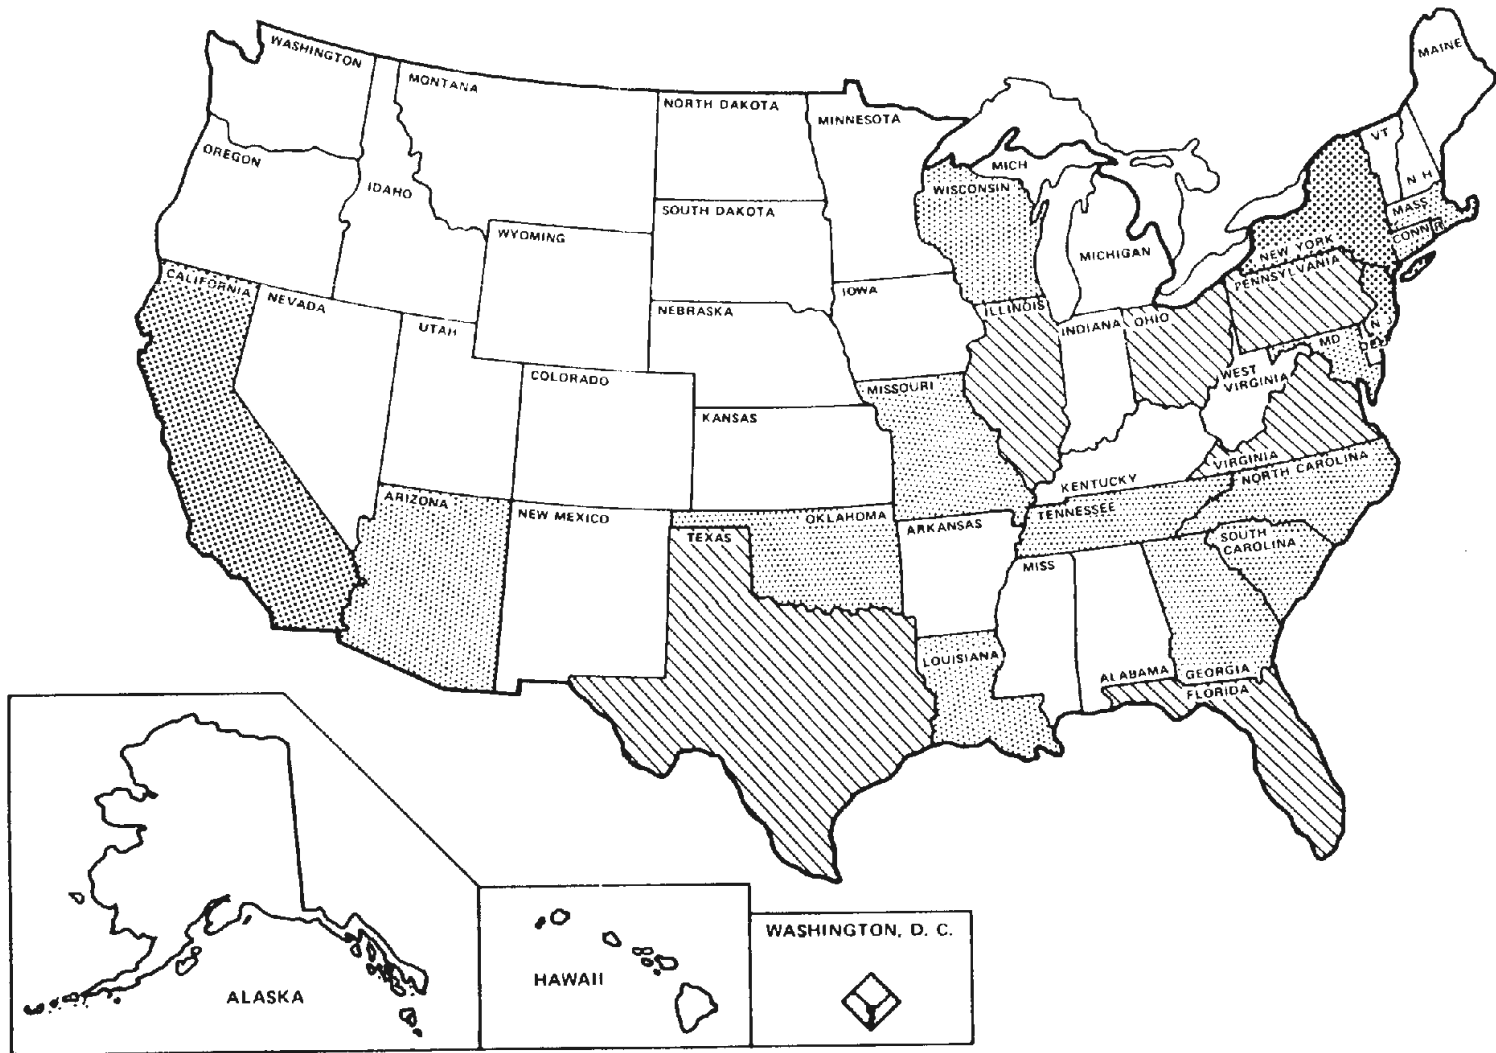 WASHINGTON
MONTANA
NORTH DAKOTA
MINNESOTA
MAINE
VT
N H
OREGON
IDAHO
MICH
WISCONSIN
MASS
CONN
R
SOUTH DAKOTA
WYOMING
MICHIGAN
NEW YORK
PENNSYLVANIA
CALIFORNIA
NEVADA
UTAH
NEBRASKA
IOWA
ILLINOIS
INDIANA
OHIO
N J
MD
DEL
COLORADO
KANSAS
MISSOURI
WEST
VIRGINIA
KENTUCKY
VIRGINIA
NORTH CAROLINA
ARIZONA
NEW MEXICO
OKLAHOMA
ARKANSAS
TENNESSEE
SOUTH
CAROLINA
TEXAS
MISS
LOUISIANA
ALABAMA
GEORGIA
FLORIDA
ALASKA
HAWAII
WASHINGTON, D. C.